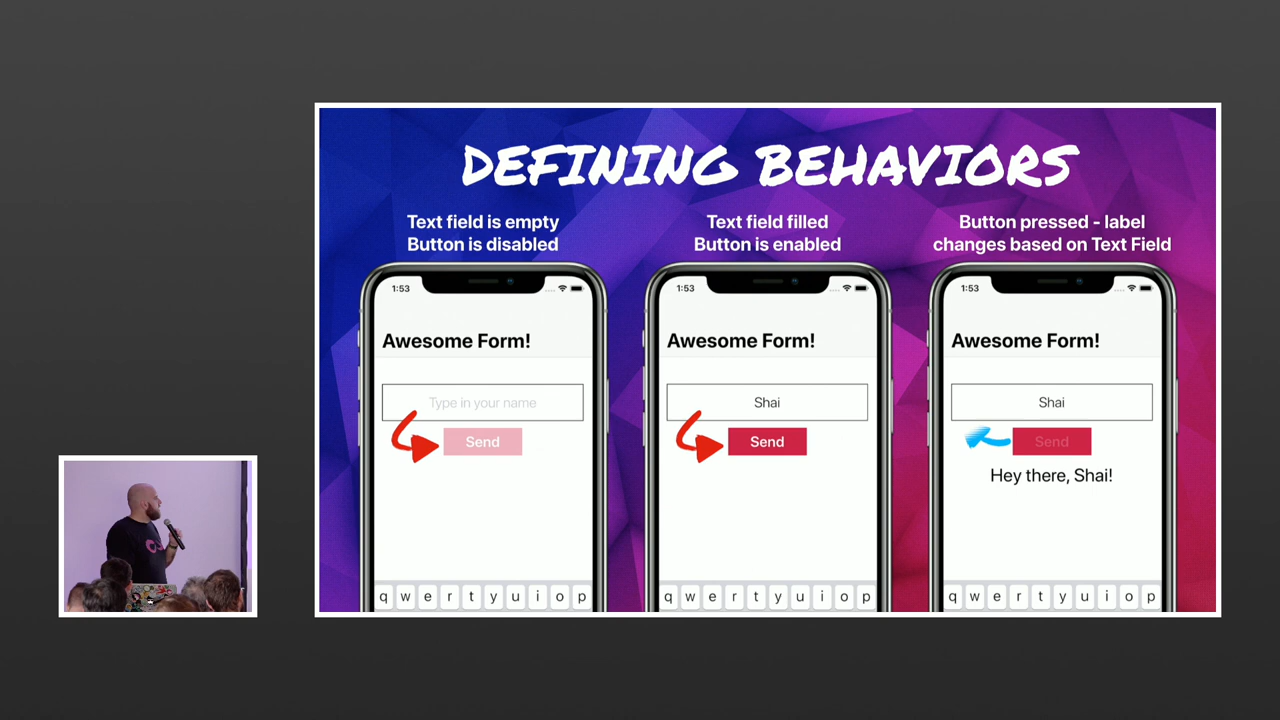 DEFINING BEHAVIORS
Text field is empty
Button is disabled
Text field filled
Button is enabled
Button pressed - label
changes based on Text Field
1:53
Awesome Form!
Type in your name
Send
q w e r t y u i o p
1:53
Awesome Form!
Shai
Send
q w e r t y u i o p
1:53
Awesome Form!
Shai
Send
Hey there, Shai!
q w e r t y u i o p